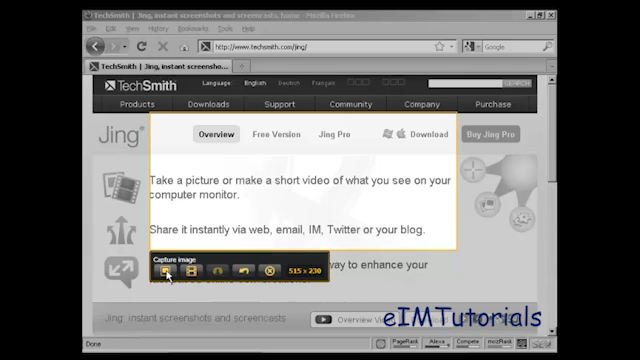 TechSmith | Jing, instant screenshots and screencasts, home - Mozilla Firefox
File Edit View History Bookmarks Tools Help
http://www.techsmith.com/jing/
Google
TechSmith | Jing, instant screensho...
TechSmith
Language: English Deutsch Français
SEARCH
Products Downloads Support Community Company Purchase
Jing
Overview Free Version Jing Pro Download Buy Jing Pro
Take a picture or make a short video of what you see on your
computer monitor.
Share it instantly via web, email, IM, Twitter or your blog.
Capture image
way to enhance your
515 x 230
Jing: instant screenshots and screencasts
Overview
eIMTutorials
Done
PageRank Alexa Compete mozRank